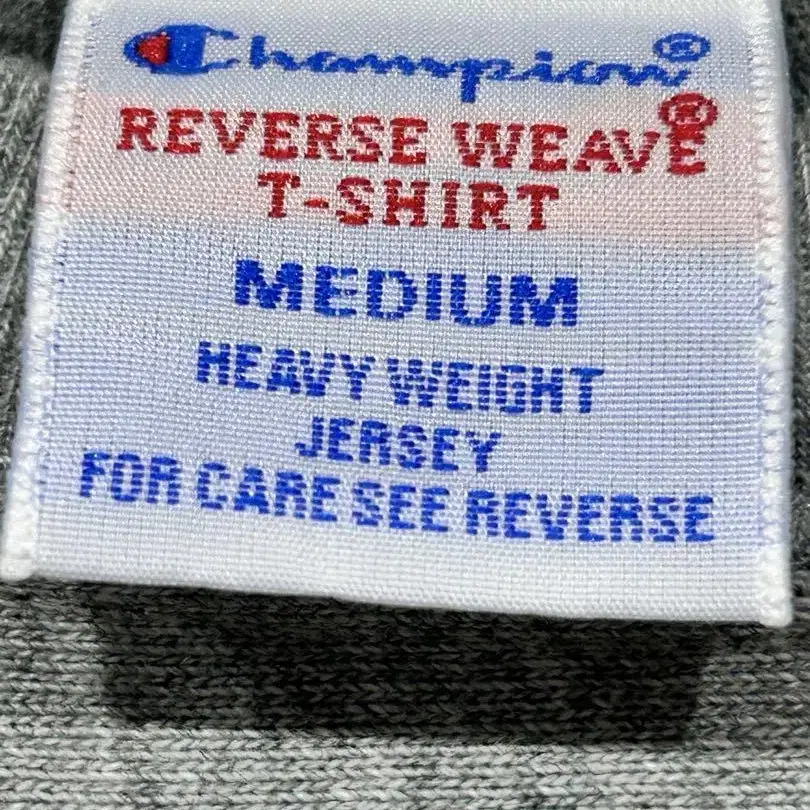 Champion®
REVERSE WEAVE®
T-SHIRT
MEDIUM
HEAVY WEIGHT
JERSEY
FOR CARE SEE REVERSE